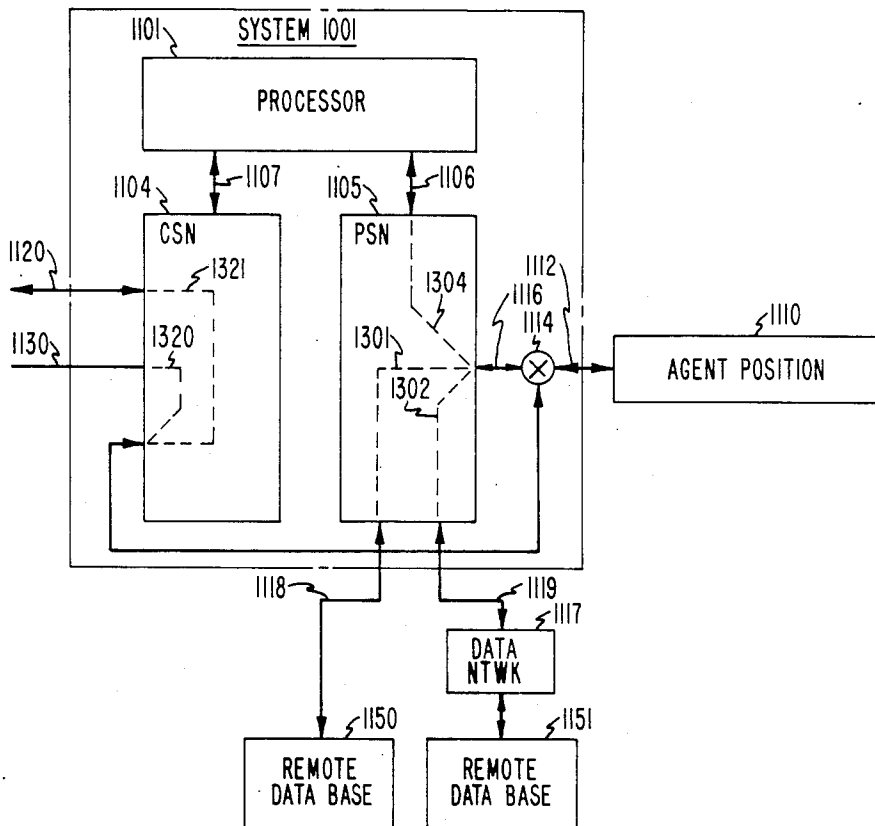 SYSTEM 1001
1101
PROCESSOR
1107
1106
1104
1105
CSN
PSN
1120
1321
1304
1116
1112
1114
1110
1130
1320
1301
1302
AGENT POSITION
1118
1119
1117
DATA
NTWK
1150
1151
REMOTE
DATA BASE
REMOTE
DATA BASE